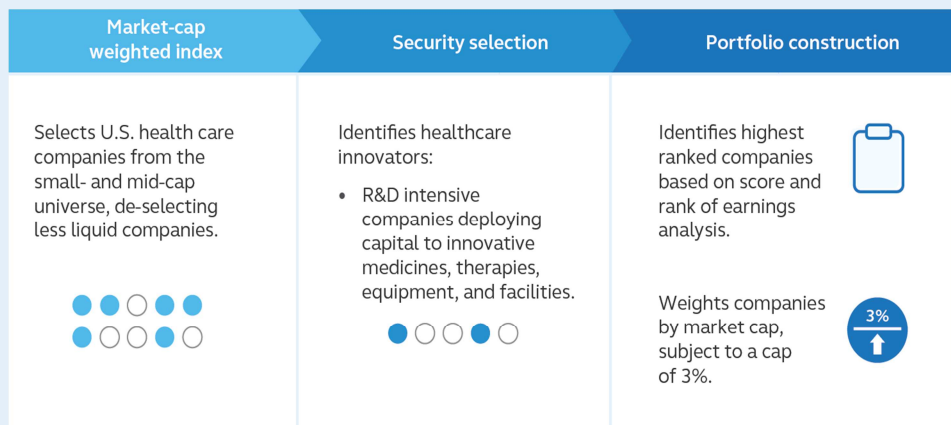 Market-cap
weighted index
Security selection
Portfolio construction
Selects U.S. health care
companies from the
small- and mid-cap
universe, de-selecting
less liquid companies.
Identifies healthcare
innovators:
• R&D intensive
companies deploying
capital to innovative
medicines, therapies,
equipment, and facilities.
Identifies highest
ranked companies
based on score and
rank of earnings
analysis.
Weights companies
by market cap,
subject to a cap
of 3%.
3%